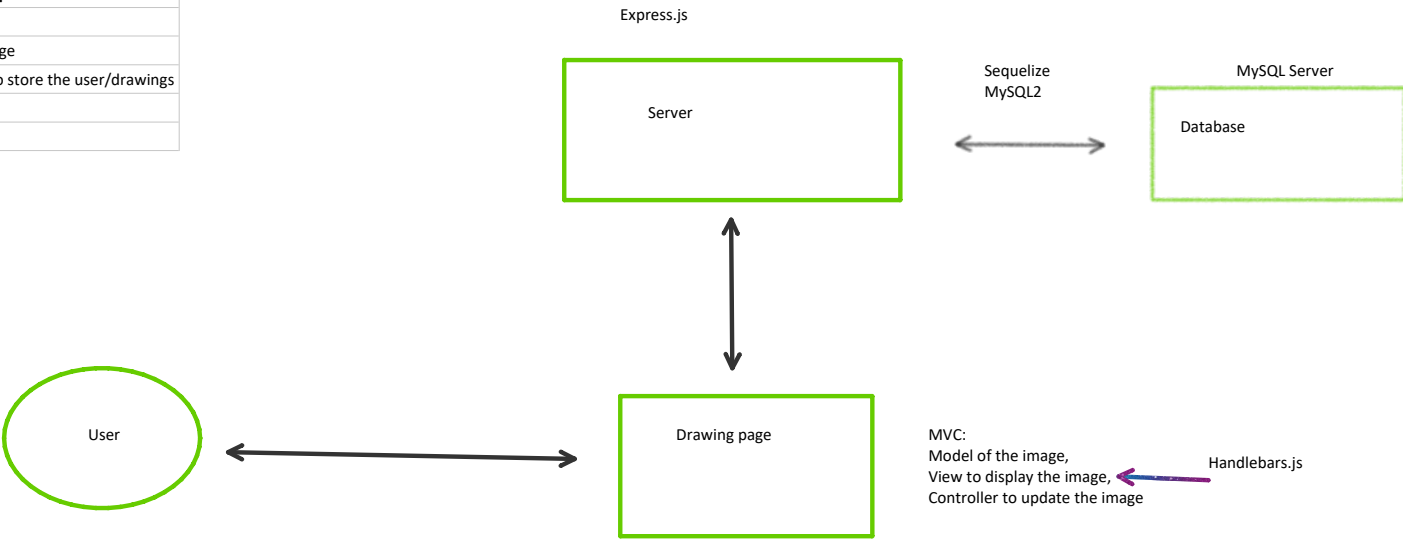 Express.js
ge
o store the user/drawings
Sequelize
MySQL2
MySQL Server
Server
Database
User
Drawing page
MVC:
Model of the image,
View to display the image,
Controller to update the image
Handlebars.js